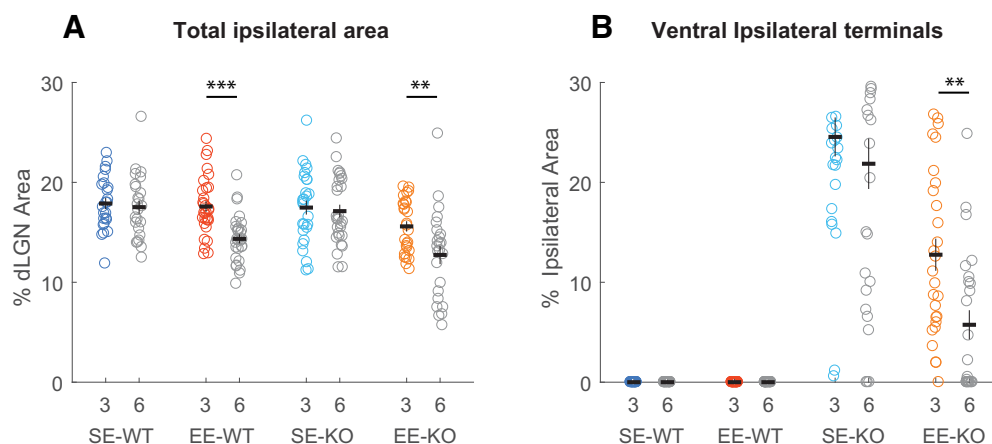 A Total ipsilateral area
B Ventral Ipsilateral terminals
% dLGN Area
30
20
10
0
***
**
3 6 3 6 3 6 3 6
SE-WT EE-WT SE-KO EE-KO
% Ipsilateral Area
30
20
10
0
**
3 6 3 6 3 6 3 6
SE-WT EE-WT SE-KO EE-KO